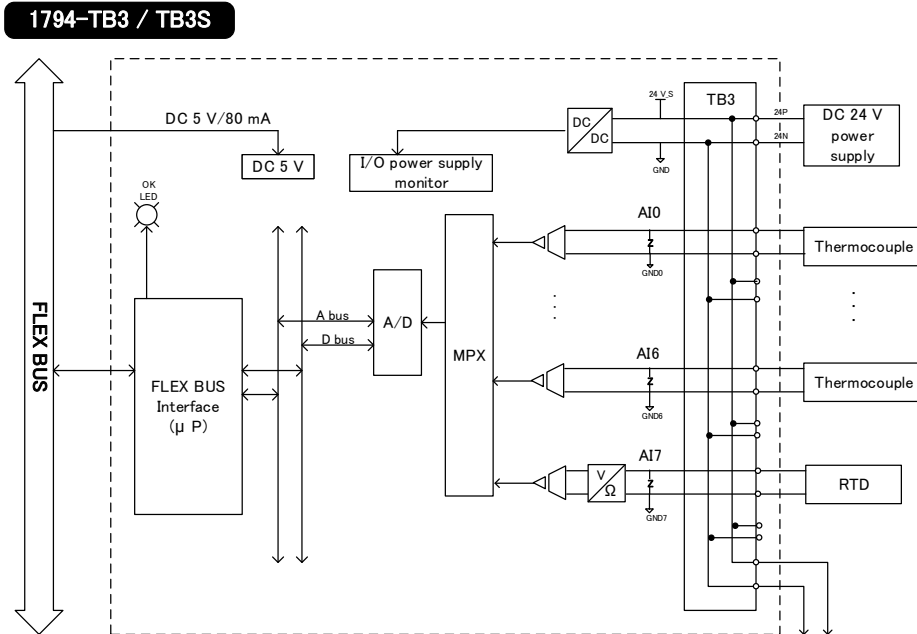 1794-TB3 / TB3S
FLEX BUS
DC 5 V/80 mA
DC 5 V
OK
LED
I/O power supply
monitor
DC
DC
24 V_S
GND
TB3
24P
24N
DC 24 V
power
supply
AI0
GND0
Thermocouple
A bus
D bus
A/D
MPX
FLEX BUS
Interface
(μ P)
AI6
GND6
Thermocouple
AI7
V
Ω
GND7
RTD